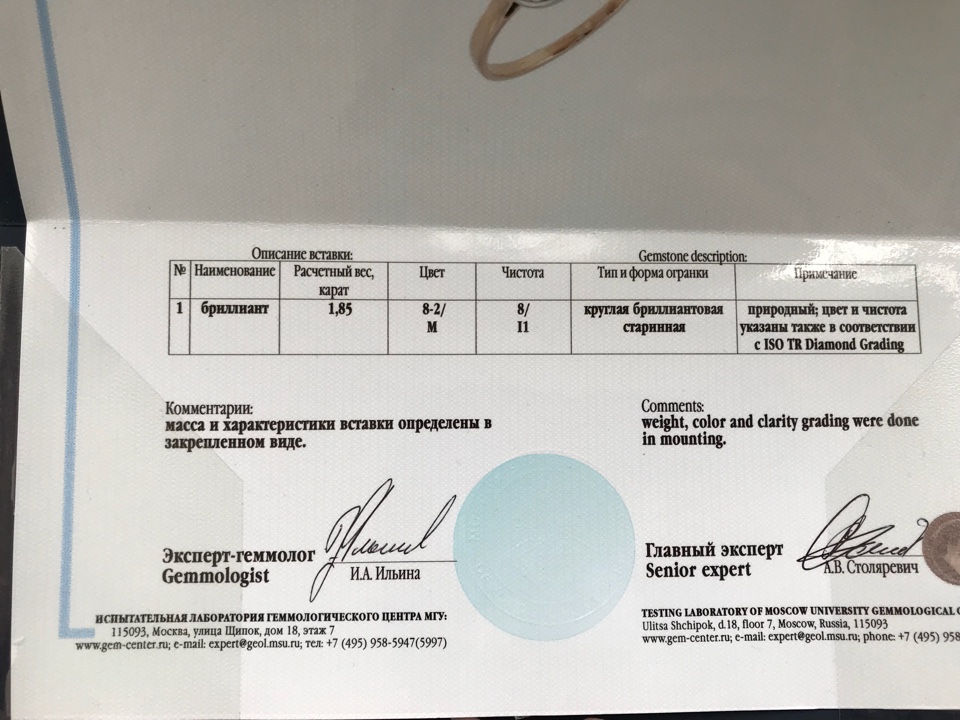 Описание вставки:
Gemstone description:
№ Наименование Расчетный вес, карат Цвет Чистота Тип и форма огранки Примечание
1 бриллиант 1,85 8-2/ 8/ круглая бриллиантовая природный; цвет и чистота
М I1 старинная указаны также в соответствии
с ISO TR Diamond Grading
Комментарии:
масса и характеристики вставки определены в
закрепленном виде.
Comments:
weight, color and clarity grading were done
in mounting.
Эксперт-геммолог
Gemmologist
И.А. Ильина
Главный эксперт
Senior expert
А.В. Столяревич
ИСПЫТАТЕЛЬНАЯ ЛАБОРАТОРИЯ ГЕММОЛОГИЧЕСКОГО ЦЕНТРА МГУ:
115093, Москва, улица Щипок, дом 18, этаж 7
www.gem-center.ru; e-mail: expert@geol.msu.ru; тел: +7 (495) 958-5947(5997)
TESTING LABORATORY OF MOSCOW UNIVERSITY GEMMOLOGICAL
Ulitsa Shchipok, d.18, floor 7, Moscow, Russia, 115093
www.gem-center.ru; e-mail: expert@geol.msu.ru; phone: +7 (495) 958